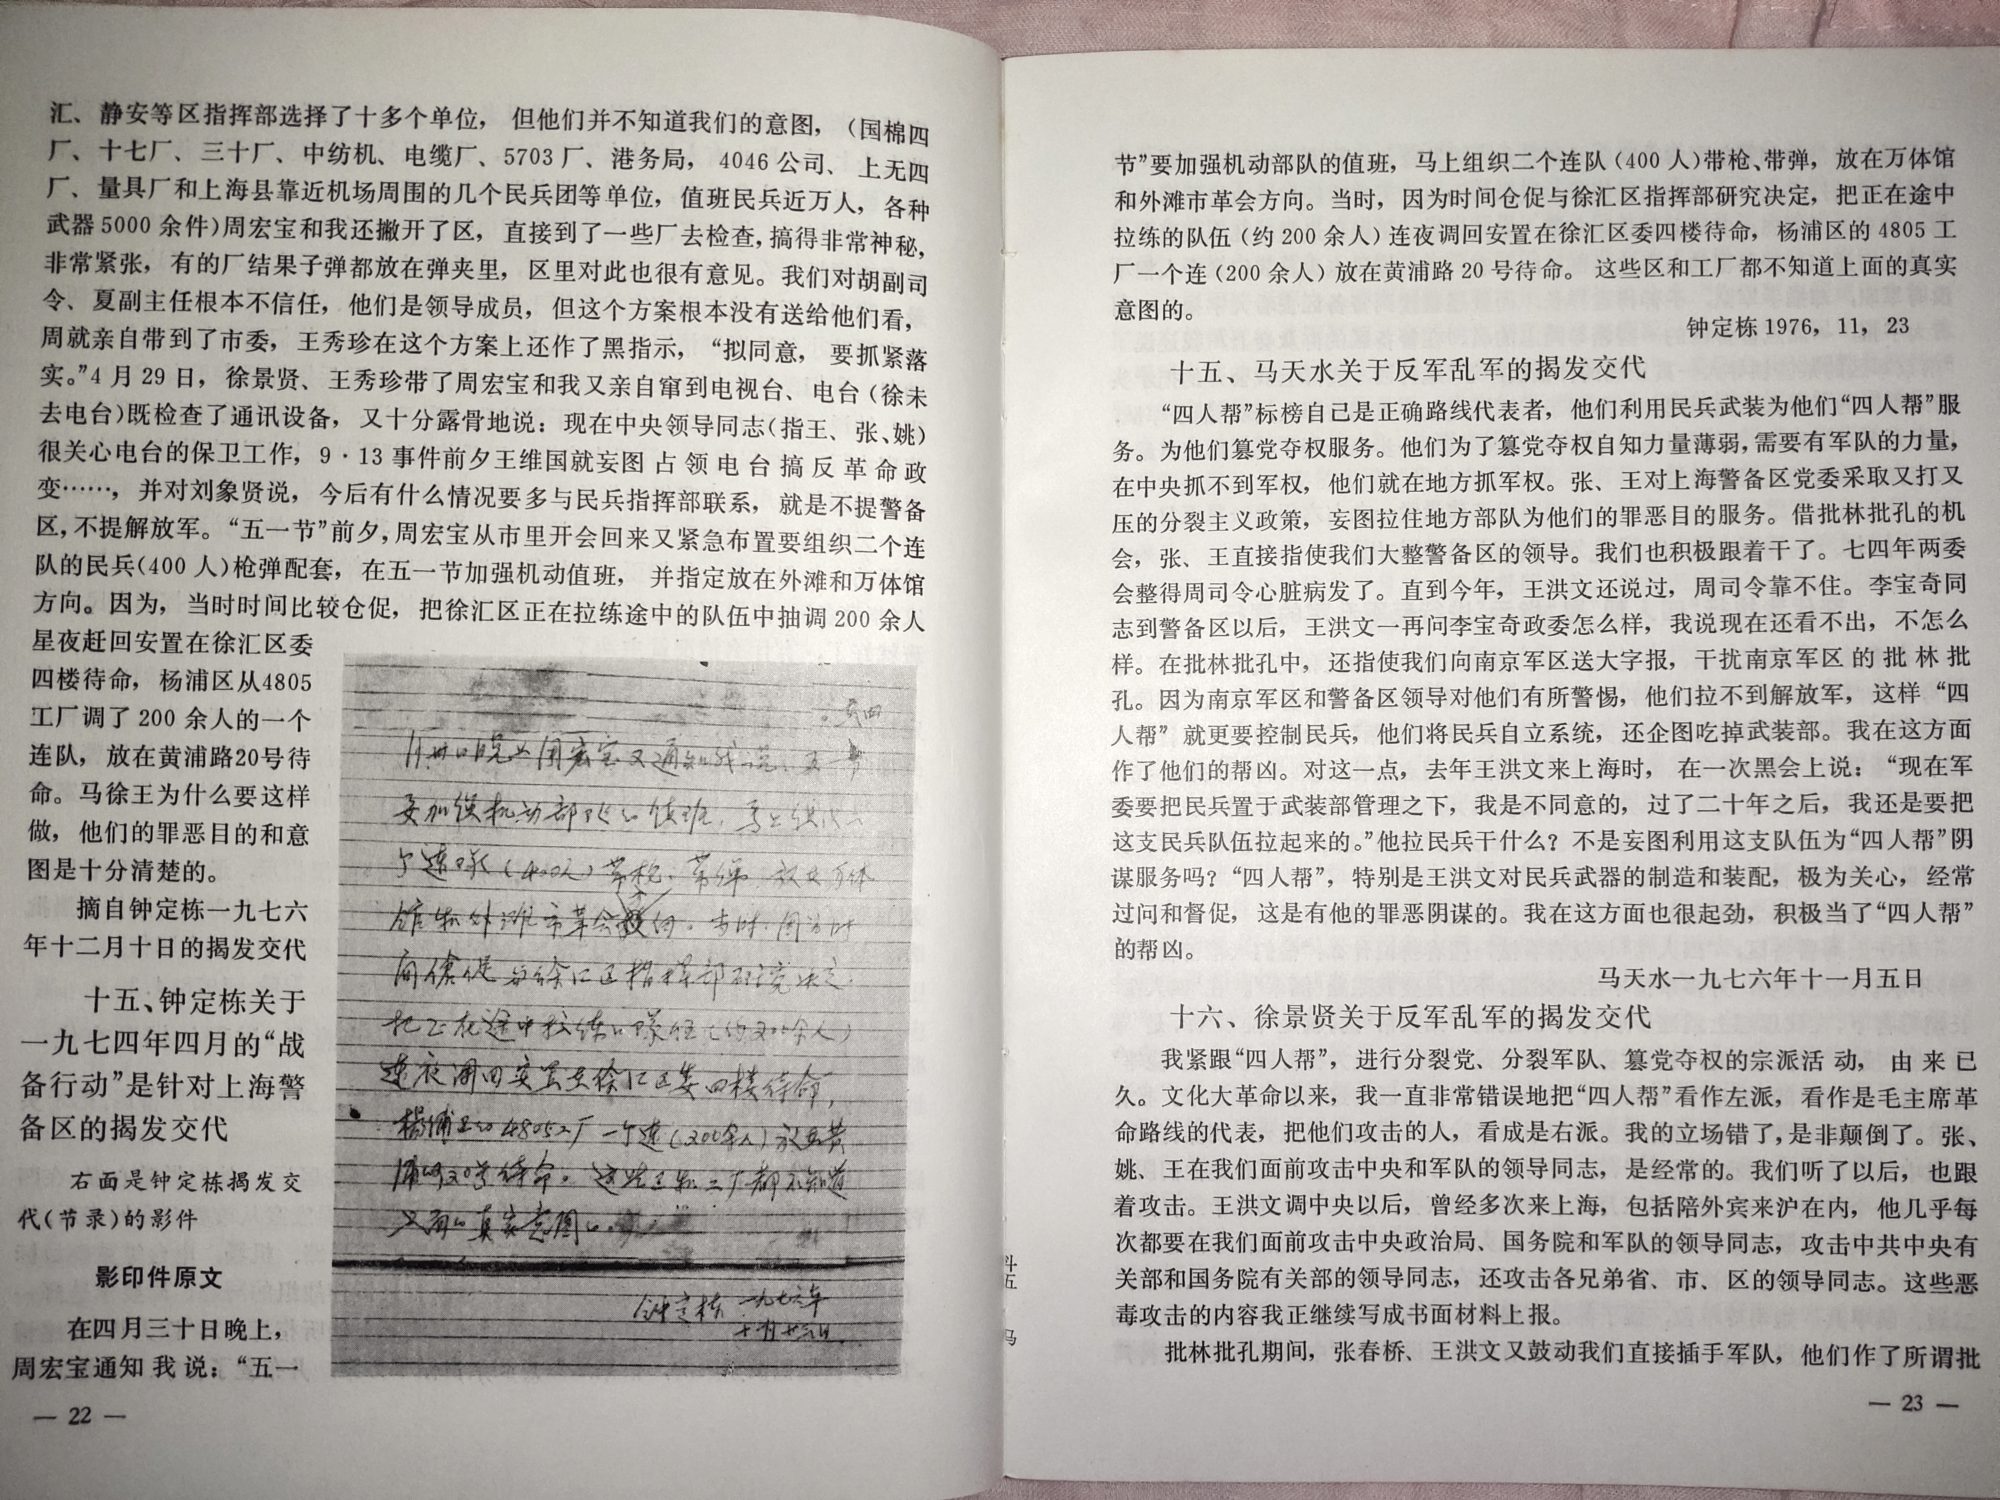 汇、静安等区指挥部选择了十多个单位，但他们并不知道我们的意图，（国棉四
厂、十七厂、三十厂、中纺机、电缆厂、5703厂、港务局，4046公司、上无四
厂、量具厂和上海县靠近机场周围的几个民兵团等单位，值班民兵近万人，各种
武器5000余件)周宏宝和我还撇开了区，直接到了一些厂去检查，搞得非常神秘，
非常紧张，有的厂结果子弹都放在弹夹里，区里对此也很有意见。我们对胡副司
令、夏副主任根本不信任，他们是领导成员，但这个方案根本没有送给他们看，
周就亲自带到了市委，王秀珍在这个方案上还作了黑指示，“拟同意，要抓紧落
实。”4月29日，徐景贤、王秀珍带了周宏宝和我又亲自窜到电视台、电台（徐未
去电台）既检查了通讯设备，又十分露骨地说：现在中央领导同志（指王、张、姚）
很关心电台的保卫工作，9·13事件前夕王维国就妄图占领电台搞反革命政
变……，并对刘象贤说，今后有什么情况要多与民兵指挥部联系，就是不提警备
区，不提解放军。“五一节”前夕，周宏宝从市里开会回来又紧急布置要组织二个连
队的民兵(400人)枪弹配套，在五一节加强机动值班，并指定放在外滩和万体馆
方向。因为，当时时间比较仓促，把徐汇区正在拉练途中的队伍中抽调200余人
星夜赶回安置在徐汇区委
四楼待命，杨浦区从4805
工厂调了200余人的一个
连队，放在黄浦路20号待
命。马徐王为什么要这样
做，他们的罪恶目的和意
图是十分清楚的。
摘自钟定栋一九七六
年十二月十日的揭发交代
十五、钟定栋关于
一九七四年四月的“战
备行动”是针对上海警
备区的揭发交代
右面是钟定栋揭发交
代（节录）的影件
影印件原文
在四月三十日晚上，
周宏宝通知我说：“五一
周宏宝又通知我说：五一节
要加强机动部队的值班，马上组织二
个连队（400人）带枪、带弹，放在万体
馆和外滩市革会方向。当时，因为时
间仓促与徐汇区指挥部研究决定，
把正在途中拉练的队伍（约200余人）
连夜调回安置在徐汇区委四楼待命，
杨浦区的4805工厂一个连（200余人）放在黄
浦路20号待命。这些区和工厂都不知道
上面的真实意图的。
钟定栋 一九七六年
十一月廿三日
— 22 —
节”要加强机动部队的值班，马上组织二个连队（400人）带枪、带弹，放在万体馆
和外滩市革会方向。当时，因为时间仓促与徐汇区指挥部研究决定，把正在途中
拉练的队伍（约200余人）连夜调回安置在徐汇区委四楼待命，杨浦区的4805工
厂一个连（200余人）放在黄浦路20号待命。这些区和工厂都不知道上面的真实
意图的。
钟定栋1976，11，23
十五、马天水关于反军乱军的揭发交代
“四人帮”标榜自己是正确路线代表者，他们利用民兵武装为他们“四人帮”服
务。为他们篡党夺权服务。他们为了篡党夺权自知力量薄弱，需要有军队的力量，
在中央抓不到军权，他们就在地方抓军权。张、王对上海警备区党委采取又打又
压的分裂主义政策，妄图拉住地方部队为他们的罪恶目的服务。借批林批孔的机
会，张、王直接指使我们大整警备区的领导。我们也积极跟着干了。七四年两委
会整得周司令心脏病发了。直到今年，王洪文还说过，周司令靠不住。李宝奇同
志到警备区以后，王洪文一再问李宝奇政委怎么样，我说现在还看不出，不怎么
样。在批林批孔中，还指使我们向南京军区送大字报，干扰南京军区的批林批
孔。因为南京军区和警备区领导对他们有所警惕，他们拉不到解放军，这样“四
人帮”就更要控制民兵，他们将民兵自立系统，还企图吃掉武装部。我在这方面
作了他们的帮凶。对这一点，去年王洪文来上海时，在一次黑会上说：“现在军
委要把民兵置于武装部管理之下，我是不同意的，过了二十年之后，我还是要把
这支民兵队伍拉起来的。”他拉民兵干什么？不是妄图利用这支队伍为“四人帮”阴
谋服务吗？“四人帮”，特别是王洪文对民兵武器的制造和装配，极为关心，经常
过问和督促，这是有他的罪恶阴谋的。我在这方面也很起劲，积极当了“四人帮”
的帮凶。
马天水一九七六年十一月五日
十六、徐景贤关于反军乱军的揭发交代
我紧跟“四人帮”，进行分裂党、分裂军队、篡党夺权的宗派活动，由来已
久。文化大革命以来，我一直非常错误地把“四人帮”看作左派，看作是毛主席革
命路线的代表，把他们攻击的人，看成是右派。我的立场错了，是非颠倒了。张、
姚、王在我们面前攻击中央和军队的领导同志，是经常的。我们听了以后，也跟
着攻击。王洪文调中央以后，曾经多次来上海，包括陪外宾来沪在内，他几乎每
次都要在我们面前攻击中央政治局、国务院和军队的领导同志，攻击中共中央有
关部和国务院有关部的领导同志，还攻击各兄弟省、市、区的领导同志。这些恶
毒攻击的内容我正继续写成书面材料上报。
批林批孔期间，张春桥、王洪文又鼓动我们直接插手军队，他们作了所谓批
— 23 —